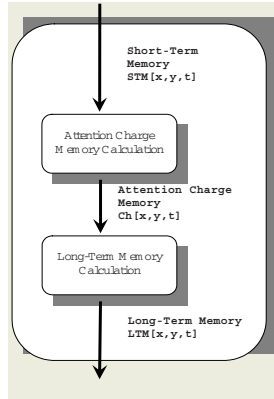 Short-Term
Memory
STM[x,y,t]
Attention Charge
Memory Calculation
Attention Charge
Memory
Ch[x,y,t]
Long-Term Memory
Calculation
Long-Term Memory
LTM[x,y,t]